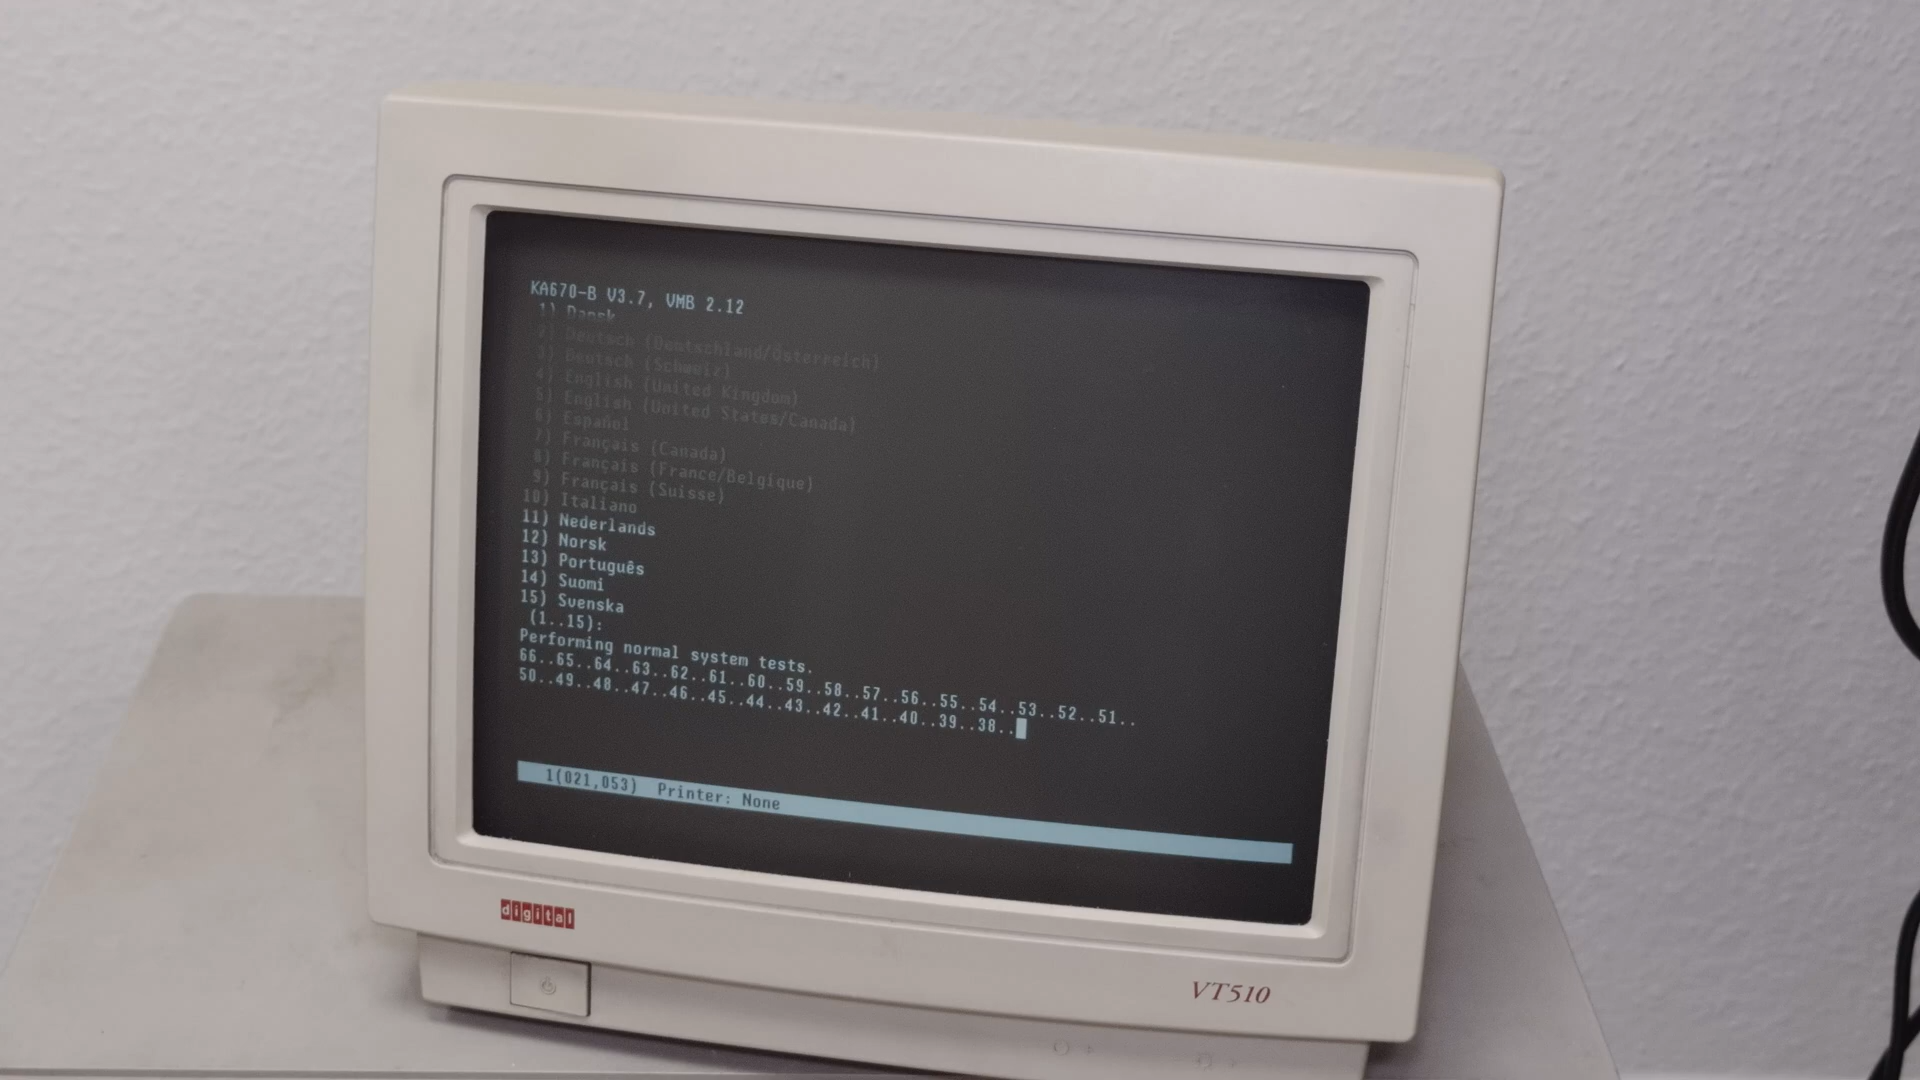 KA670-B V3.7, VMB 2.12
1) Dansk
2) Deutsch (Deutschland/Österreich)
3) Deutsch (Schweiz)
4) English (United Kingdom)
5) English (United States/Canada)
6) Español
7) Français (Canada)
8) Français (France/Belgique)
9) Français (Suisse)
10) Italiano
11) Nederlands
12) Norsk
13) Português
14) Suomi
15) Svenska
(1..15):
Performing normal system tests.
66..65..64..63..62..61..60..59..58..57..56..55..54..53..52..51..
50..49..48..47..46..45..44..43..42..41..40..39..38..
1(021,053) Printer: None
digital
VT510